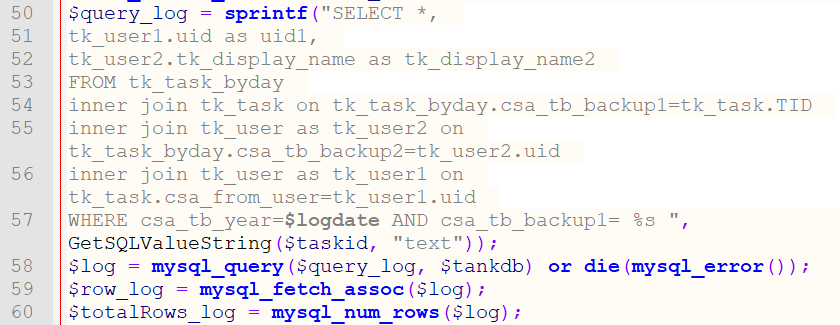 50 $query_log = sprintf("SELECT *,
51 tk_user1.uid as uid1,
52 tk_user2.tk_display_name as tk_display_name2
53 FROM tk_task_byday
54 inner join tk_task on tk_task_byday.csa_tb_backup1=tk_task.TID
55 inner join tk_user as tk_user2 on
tk_task_byday.csa_tb_backup2=tk_user2.uid
56 inner join tk_user as tk_user1 on
tk_task.csa_from_user=tk_user1.uid
57 WHERE csa_tb_year=$logdate AND csa_tb_backup1= %s ",
GetSQLValueString($taskid, "text"));
58 $log = mysql_query($query_log, $tankdb) or die(mysql_error());
59 $row_log = mysql_fetch_assoc($log);
60 $totalRows_log = mysql_num_rows($log);